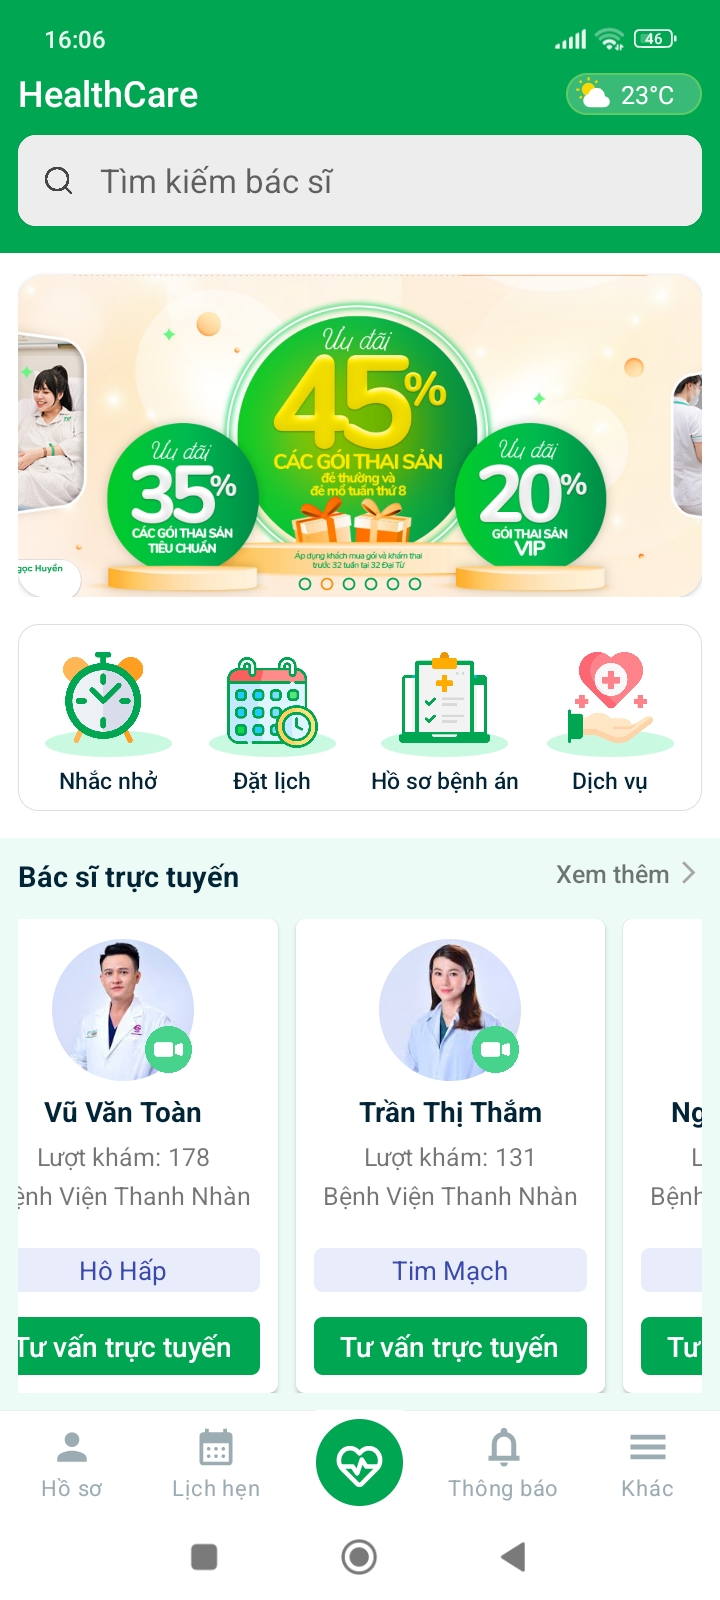 16:06
46
HealthCare
23°C
Tìm kiếm bác sĩ
Ưu đãi
45%
CÁC GÓI THAI SẢN
đẻ thường và
đẻ mổ tuần thứ 8
Ưu đãi
35%
CÁC GÓI THAI SẢN
TIÊU CHUẨN
Ưu đãi
20%
GÓI THAI SẢN
VIP
Áp dụng khách mua gói và khám thai
trước 32 tuần tại 32 Đại Từ
gọc Huyền
Nhắc nhở
Đặt lịch
Hồ sơ bệnh án
Dịch vụ
Bác sĩ trực tuyến
Xem thêm
Vũ Văn Toàn
Lượt khám: 178
ệnh Viện Thanh Nhàn
Hô Hấp
Tư vấn trực tuyến
Trần Thị Thắm
Lượt khám: 131
Bệnh Viện Thanh Nhàn
Tim Mạch
Tư vấn trực tuyến
Ng
L
Bệnh
Tư
Hồ sơ
Lịch hẹn
Thông báo
Khác